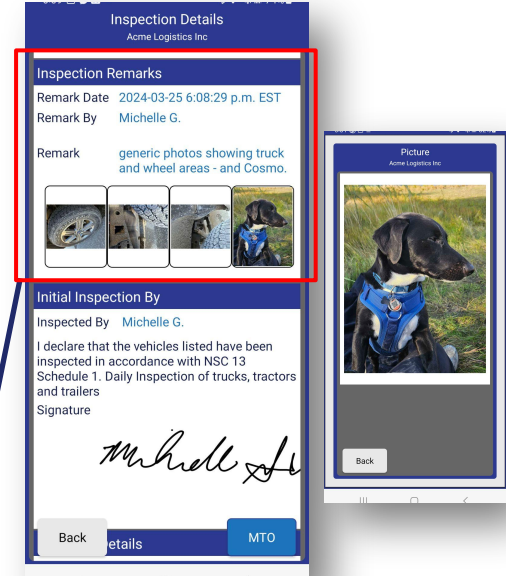 Inspection Details
Acme Logistics Inc
Inspection Remarks
Remark Date 2024-03-25 6:08:29 p.m. EST
Remark By Michelle G.
Remark generic photos showing truck
and wheel areas - and Cosmo.
Initial Inspection By
Inspected By Michelle G.
I declare that the vehicles listed have been
inspected in accordance with NSC 13
Schedule 1. Daily Inspection of trucks, tractors
and trailers
Signature
Back
etails
MTO
Picture
Acme Logistics Inc
Back